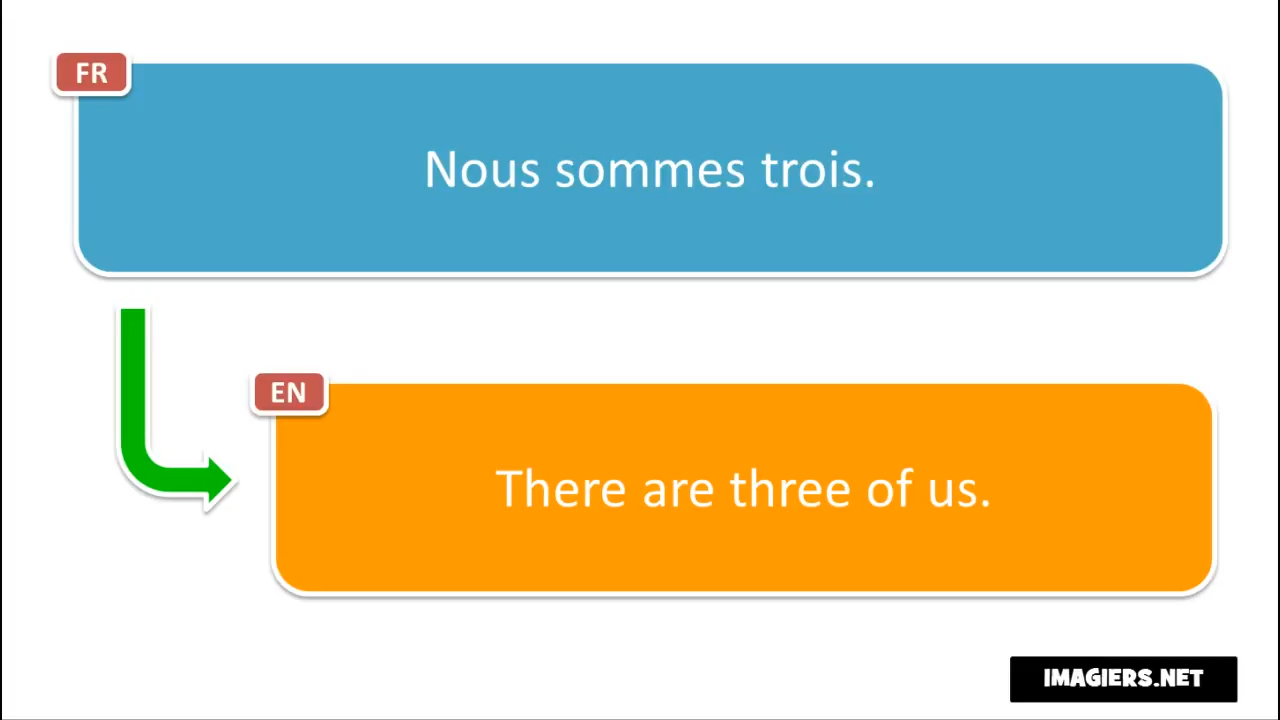 FR
Nous sommes trois.
EN
There are three of us.
IMAGIERS.NET